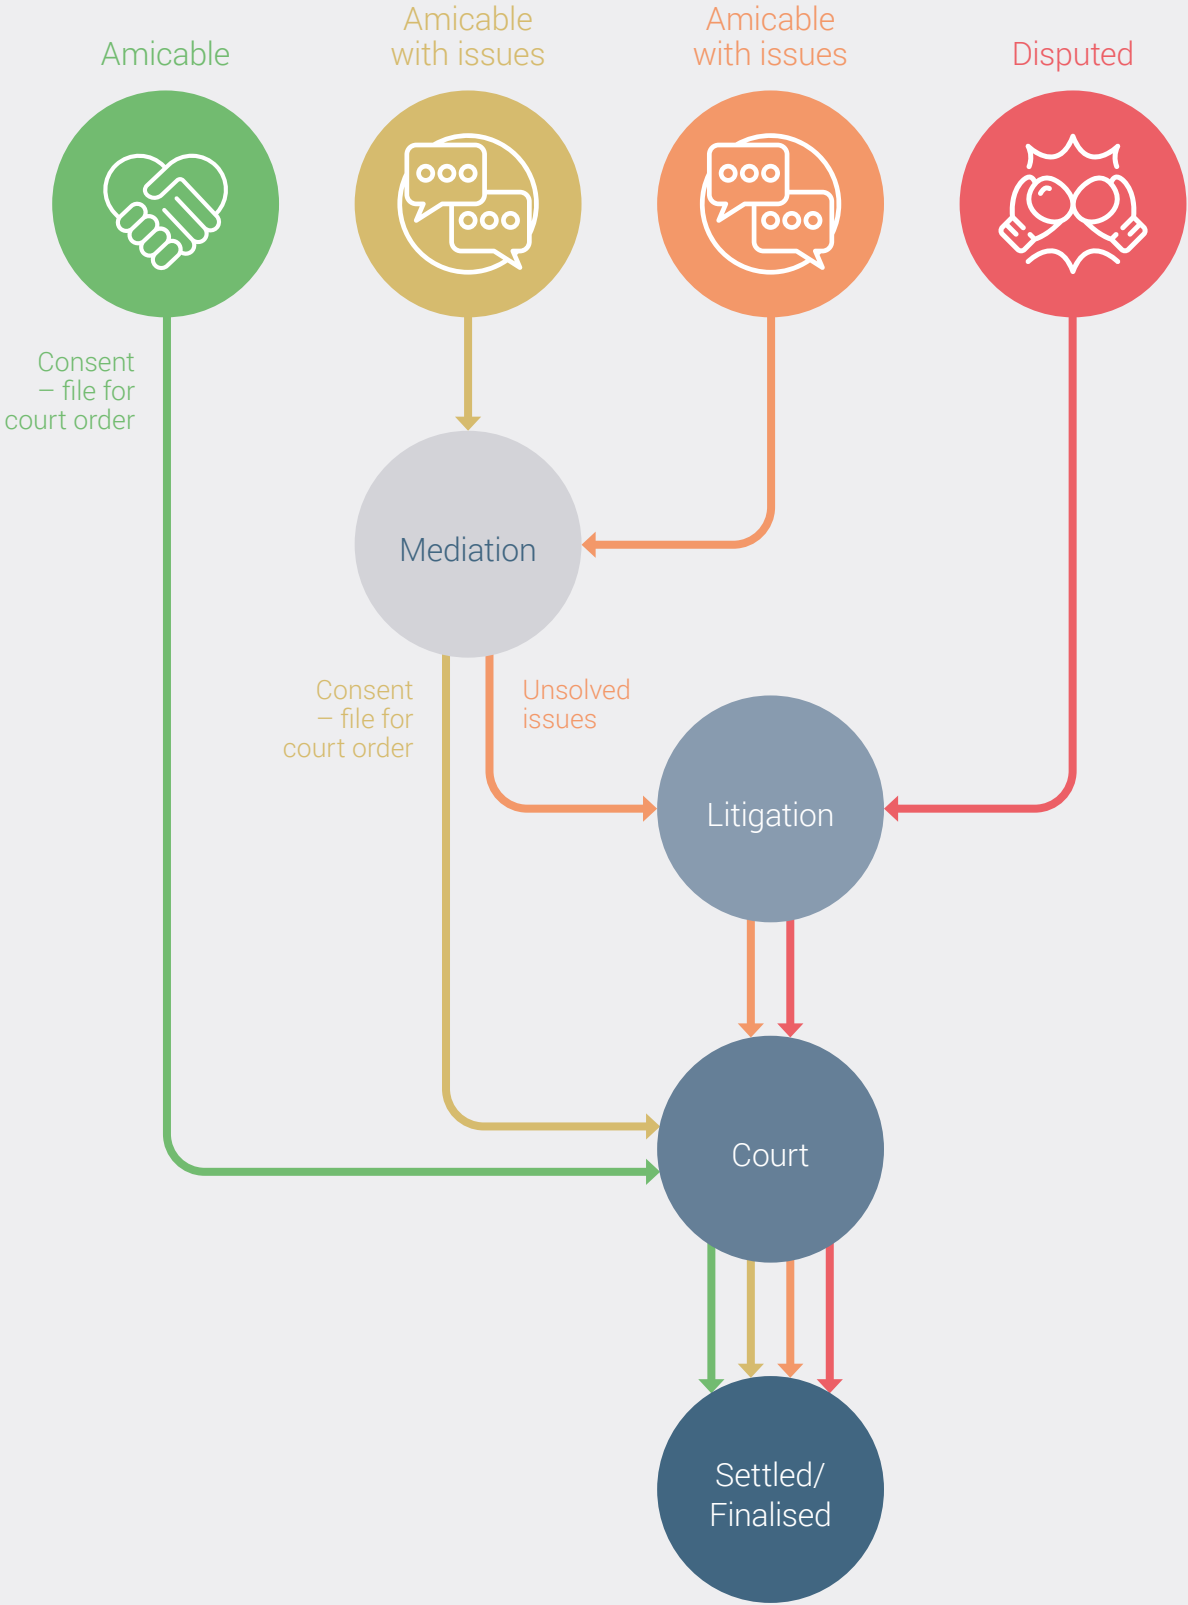 Amicable
Amicable
with issues
Amicable
with issues
Disputed
Consent
– file for
court order
Mediation
Consent
– file for
court order
Unsolved
issues
Litigation
Court
Settled/
Finalised